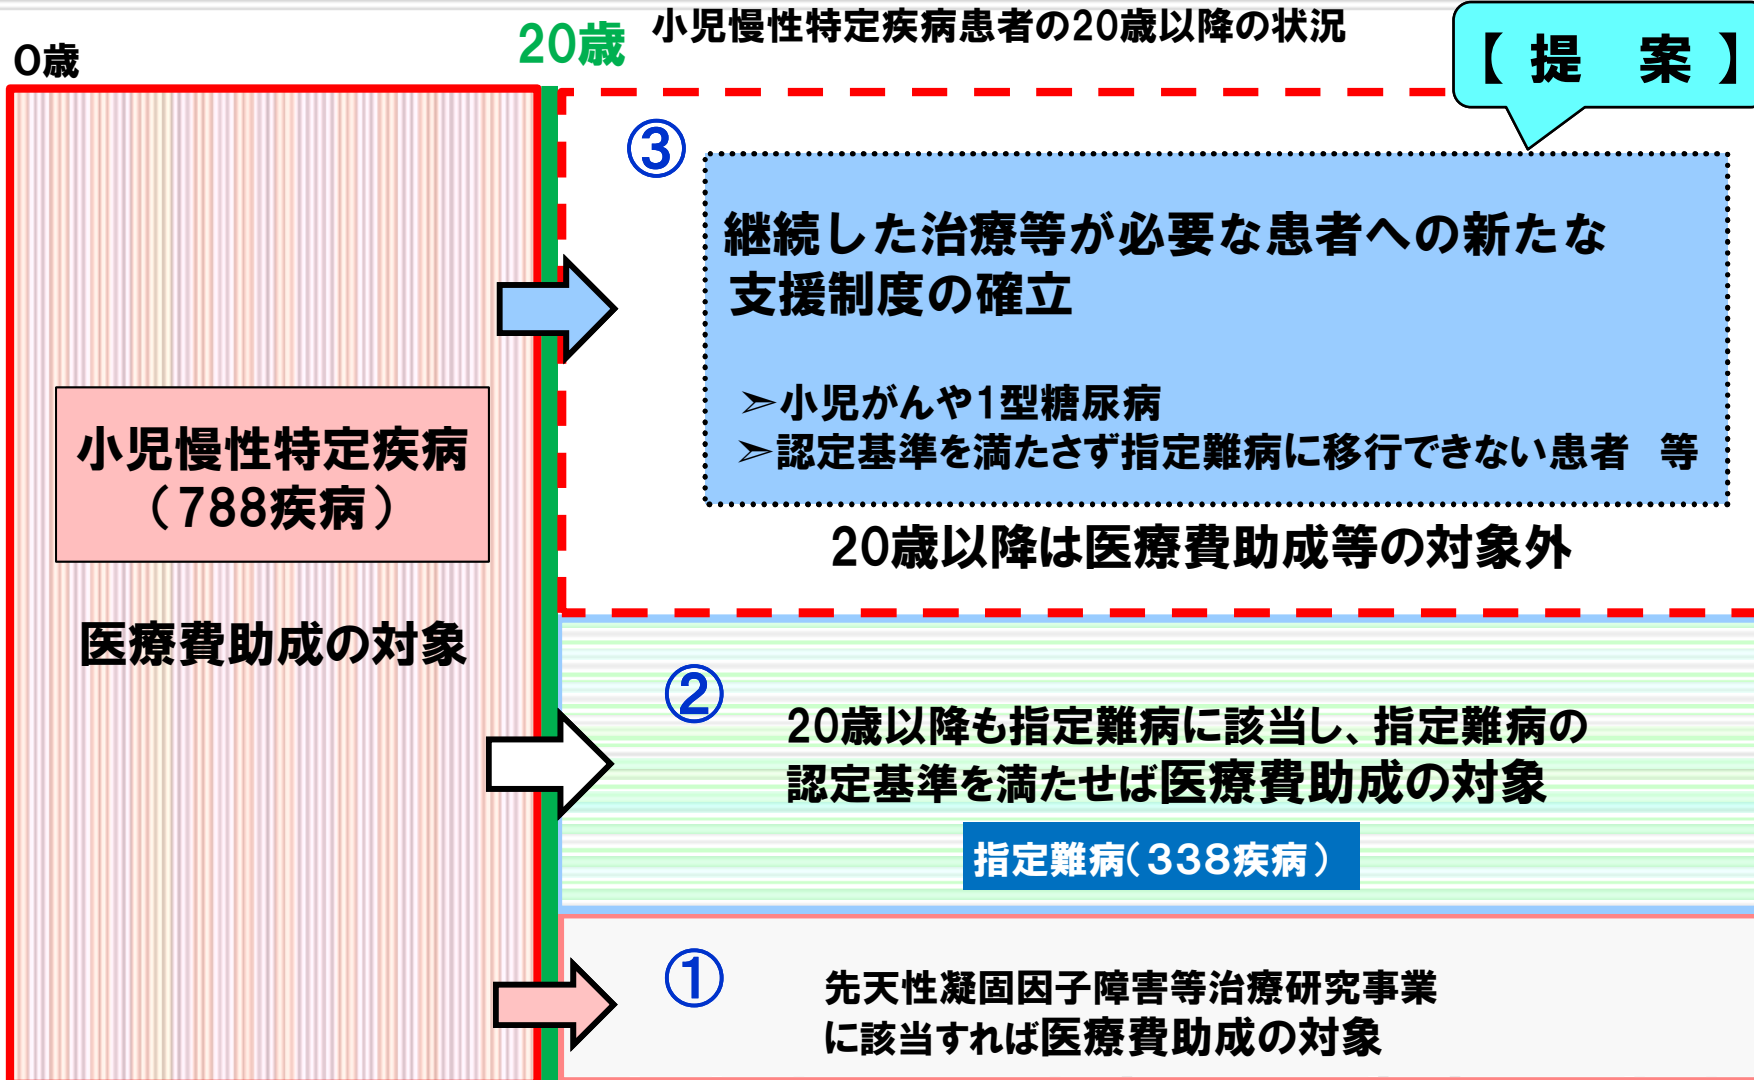 小児慢性特定疾病患者の20歳以降の状況
0歳
20歳
【 提　案 】
③
継続した治療等が必要な患者への新たな
支援制度の確立
➣小児がんや1型糖尿病
➣認定基準を満たさず指定難病に移行できない患者　等
20歳以降は医療費助成等の対象外
小児慢性特定疾病
（788疾病）
医療費助成の対象
②
20歳以降も指定難病に該当し、指定難病の
認定基準を満たせば医療費助成の対象
指定難病（338疾病）
①
先天性凝固因子障害等治療研究事業
に該当すれば医療費助成の対象